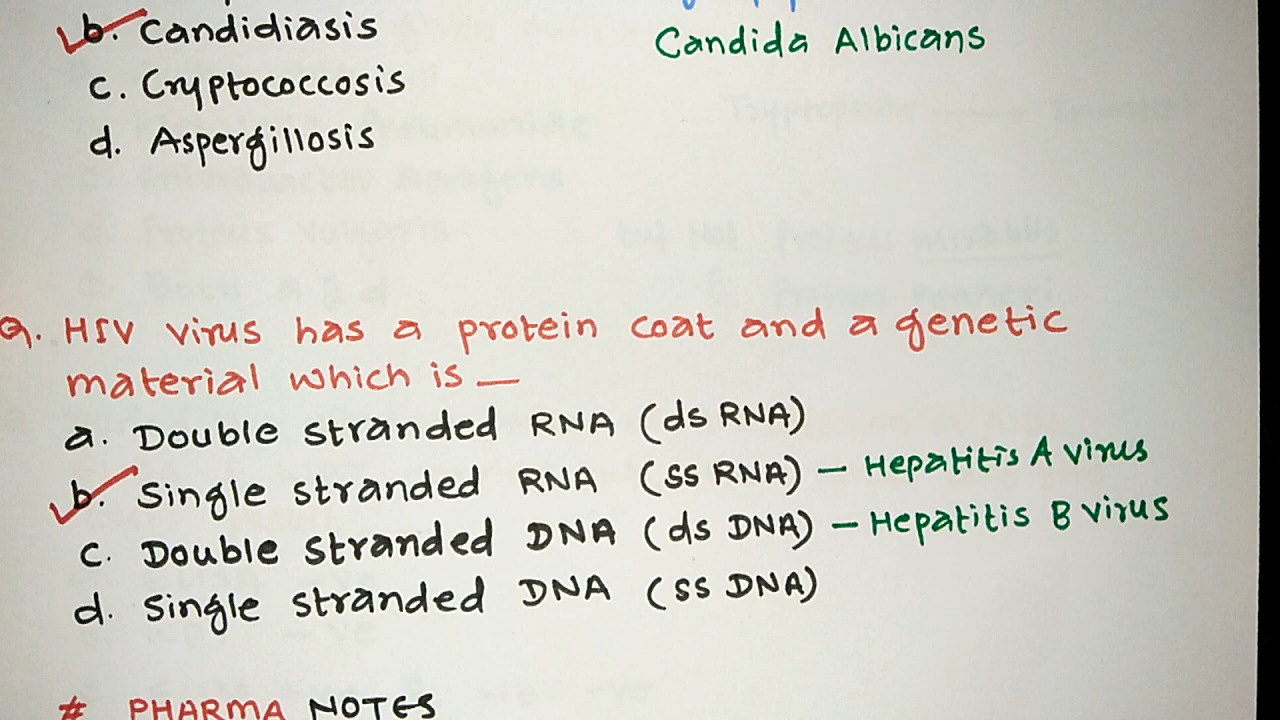 b. Candidiasis
Candida Albicans
c. Cryptococcosis
d. Aspergillosis
Q. HSV virus has a protein coat and a genetic
material which is —
a. Double stranded RNA (ds RNA)
b. Single stranded RNA (ss RNA) — Hepatitis A virus
c. Double stranded DNA (ds DNA) — Hepatitis B virus
d. Single stranded DNA (ss DNA)
# PHARMA NOTES